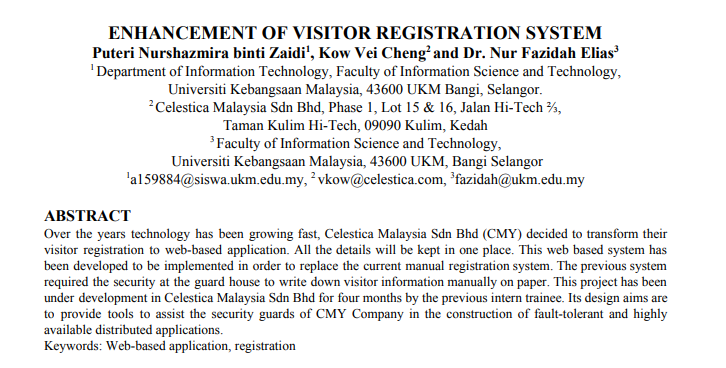 ENHANCEMENT OF VISITOR REGISTRATION SYSTEM
Puteri Nurshazmira binti Zaidi¹, Kow Vei Cheng² and Dr. Nur Fazidah Elias³
¹ Department of Information Technology, Faculty of Information Science and Technology,
Universiti Kebangsaan Malaysia, 43600 UKM Bangi, Selangor.
² Celestica Malaysia Sdn Bhd, Phase 1, Lot 15 & 16, Jalan Hi-Tech ⅔,
Taman Kulim Hi-Tech, 09090 Kulim, Kedah
³ Faculty of Information Science and Technology,
Universiti Kebangsaan Malaysia, 43600 UKM, Bangi Selangor
¹a159884@siswa.ukm.edu.my, ² vkow@celestica.com, ³fazidah@ukm.edu.my
ABSTRACT
Over the years technology has been growing fast, Celestica Malaysia Sdn Bhd (CMY) decided to transform their
visitor registration to web-based application. All the details will be kept in one place. This web based system has
been developed to be implemented in order to replace the current manual registration system. The previous system
required the security at the guard house to write down visitor information manually on paper. This project has been
under development in Celestica Malaysia Sdn Bhd for four months by the previous intern trainee. Its design aims are
to provide tools to assist the security guards of CMY Company in the construction of fault-tolerant and highly
available distributed applications.
Keywords: Web-based application, registration